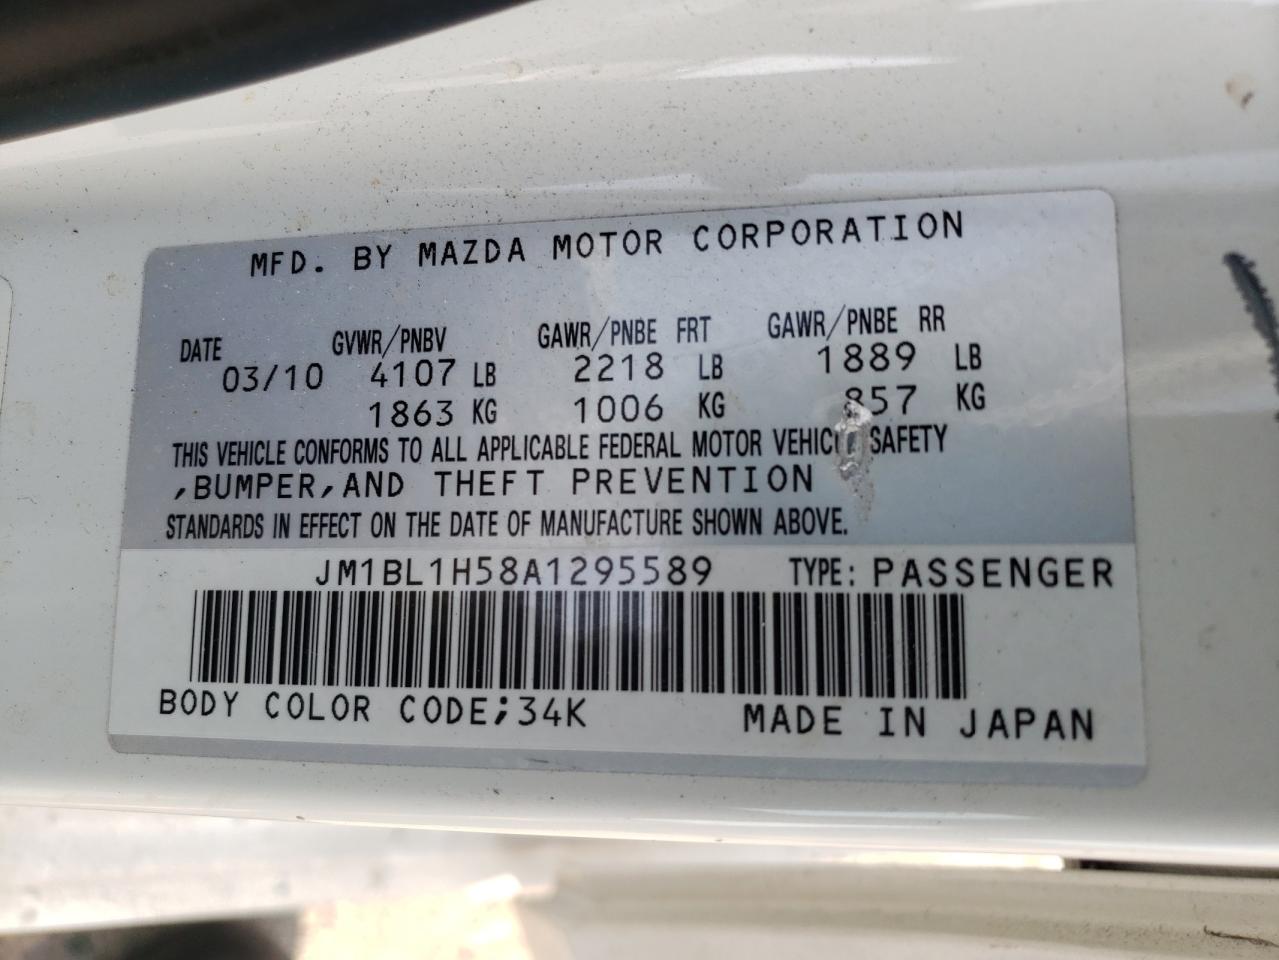 MFD. BY MAZDA MOTOR CORPORATION
DATE GVWR/PNBV GAWR/PNBE FRT GAWR/PNBE RR
03/10 4107 LB 2218 LB 1889 LB
1863 KG 1006 KG 857 KG
THIS VEHICLE CONFORMS TO ALL APPLICABLE FEDERAL MOTOR VEHICLE SAFETY
,BUMPER,AND THEFT PREVENTION
STANDARDS IN EFFECT ON THE DATE OF MANUFACTURE SHOWN ABOVE.
JM1BL1H58A1295589 TYPE: PASSENGER
BODY COLOR CODE;34K MADE IN JAPAN